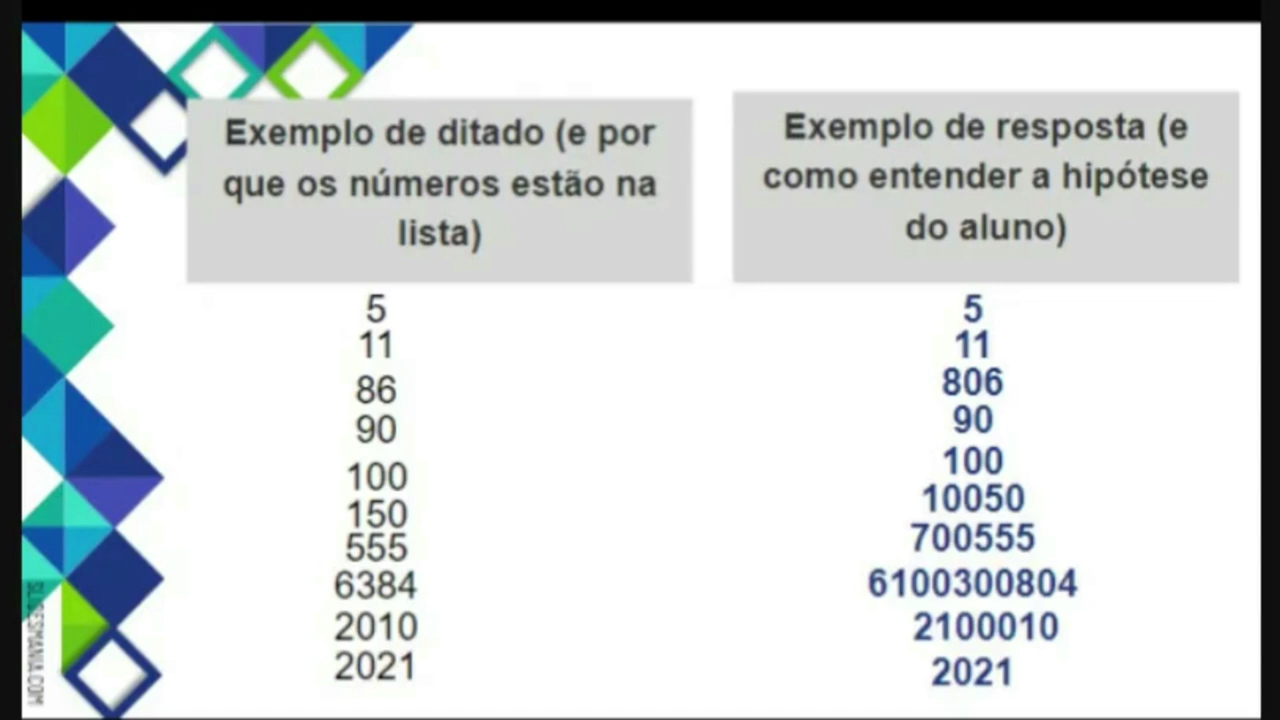 Exemplo de ditado (e por
que os números estão na
lista)
Exemplo de resposta (e
como entender a hipótese
do aluno)
5
11
86
90
100
150
555
6384
2010
2021
5
11
806
90
100
10050
700555
6100300804
2100010
2021
SLIDESMANIA.COM